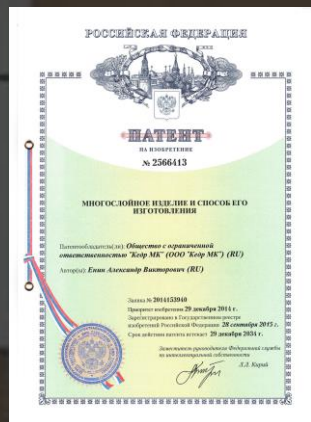 РОССИЙСКАЯ ФЕДЕРАЦИЯ
ПАТЕНТ
НА ИЗОБРЕТЕНИЕ
№ 2566413
МНОГОСЛОЙНОЕ ИЗДЕЛИЕ И СПОСОБ ЕГО
ИЗГОТОВЛЕНИЯ
Патентообладатель(ли): Общество с ограниченной
ответственностью "Кедр МК" (ООО "Кедр МК") (RU)
Автор(ы): Енин Александр Викторович (RU)
Заявка № 2014153940
Приоритет изобретения 29 декабря 2014 г.
Зарегистрировано в Государственном реестре
изобретений Российской Федерации 28 сентября 2015 г.
Срок действия патента истекает 29 декабря 2034 г.
Заместитель руководителя Федеральной службы
по интеллектуальной собственности
Л.Л. Кирий